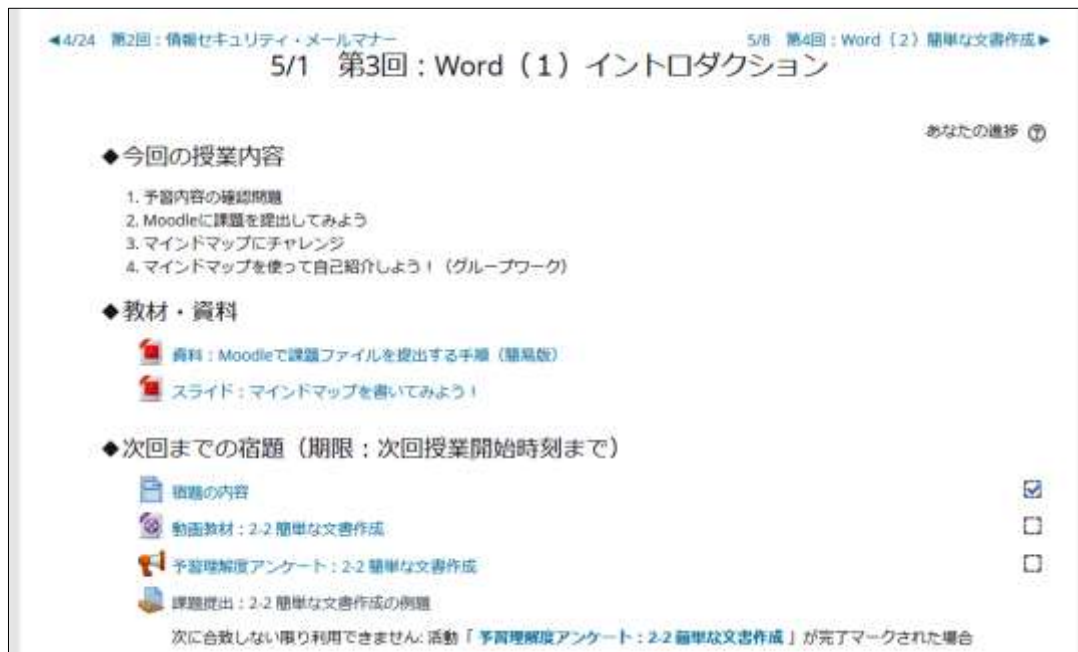 ◀4/24 第2回：情報セキュリティ・メールマナー
5/8 第4回：Word（2）簡単な文書作成▶
5/1 第3回：Word（1）イントロダクション
あなたの進捗 ?
◆今回の授業内容
1. 予習内容の確認問題
2. Moodleに課題を提出してみよう
3. マインドマップにチャレンジ
4. マインドマップを使って自己紹介しよう！（グループワーク）
◆教材・資料
資料：Moodleで課題ファイルを提出する手順（簡易版）
スライド：マインドマップを書いてみよう！
◆次回までの宿題（期限：次回授業開始時刻まで）
宿題の内容
動画教材：2-2 簡単な文書作成
予習理解度アンケート：2-2 簡単な文書作成
課題提出：2-2 簡単な文書作成の例題
次に合致しない限り利用できません: 活動「 予習理解度アンケート：2-2 簡単な文書作成 」が完了マークされた場合